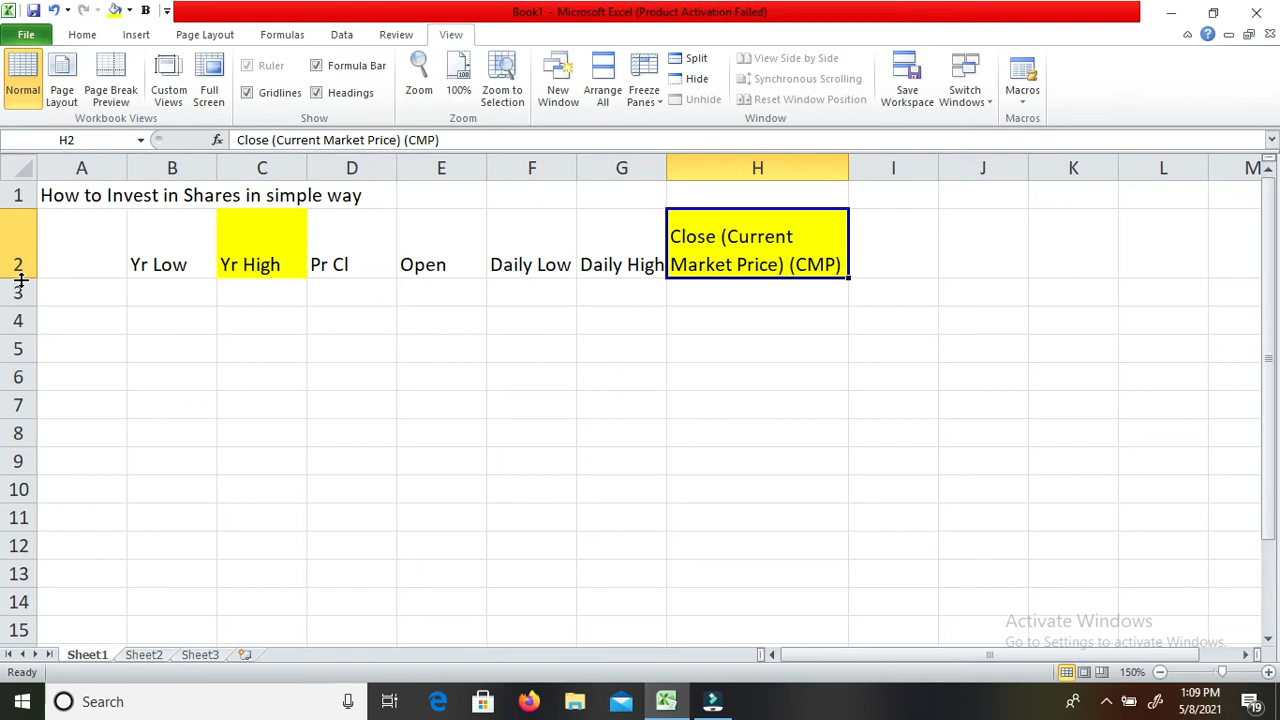 Book1 - Microsoft Excel (Product Activation Failed)
File Home Insert Page Layout Formulas Data Review View
Normal
Page Layout
Page Break Preview
Custom Views
Full Screen
Workbook Views
Ruler
Formula Bar
Gridlines
Headings
Show
Zoom
100%
Zoom to Selection
Zoom
New Window
Arrange All
Freeze Panes
Split
Hide
Unhide
View Side by Side
Synchronous Scrolling
Reset Window Position
Window
Save Workspace
Switch Windows
Macros
Macros
H2 fx Close (Current Market Price) (CMP)
A B C D E F G H I J K L M
1 How to Invest in Shares in simple way
Close (Current
2 Yr Low Yr High Pr Cl Open Daily Low Daily High Market Price) (CMP)
3
4
5
6
7
8
9
10
11
12
13
14
15
Activate Windows
Go to Settings to activate Windows.
Sheet1 Sheet2 Sheet3
Ready 150%
Search
1:09 PM
5/8/2021
19